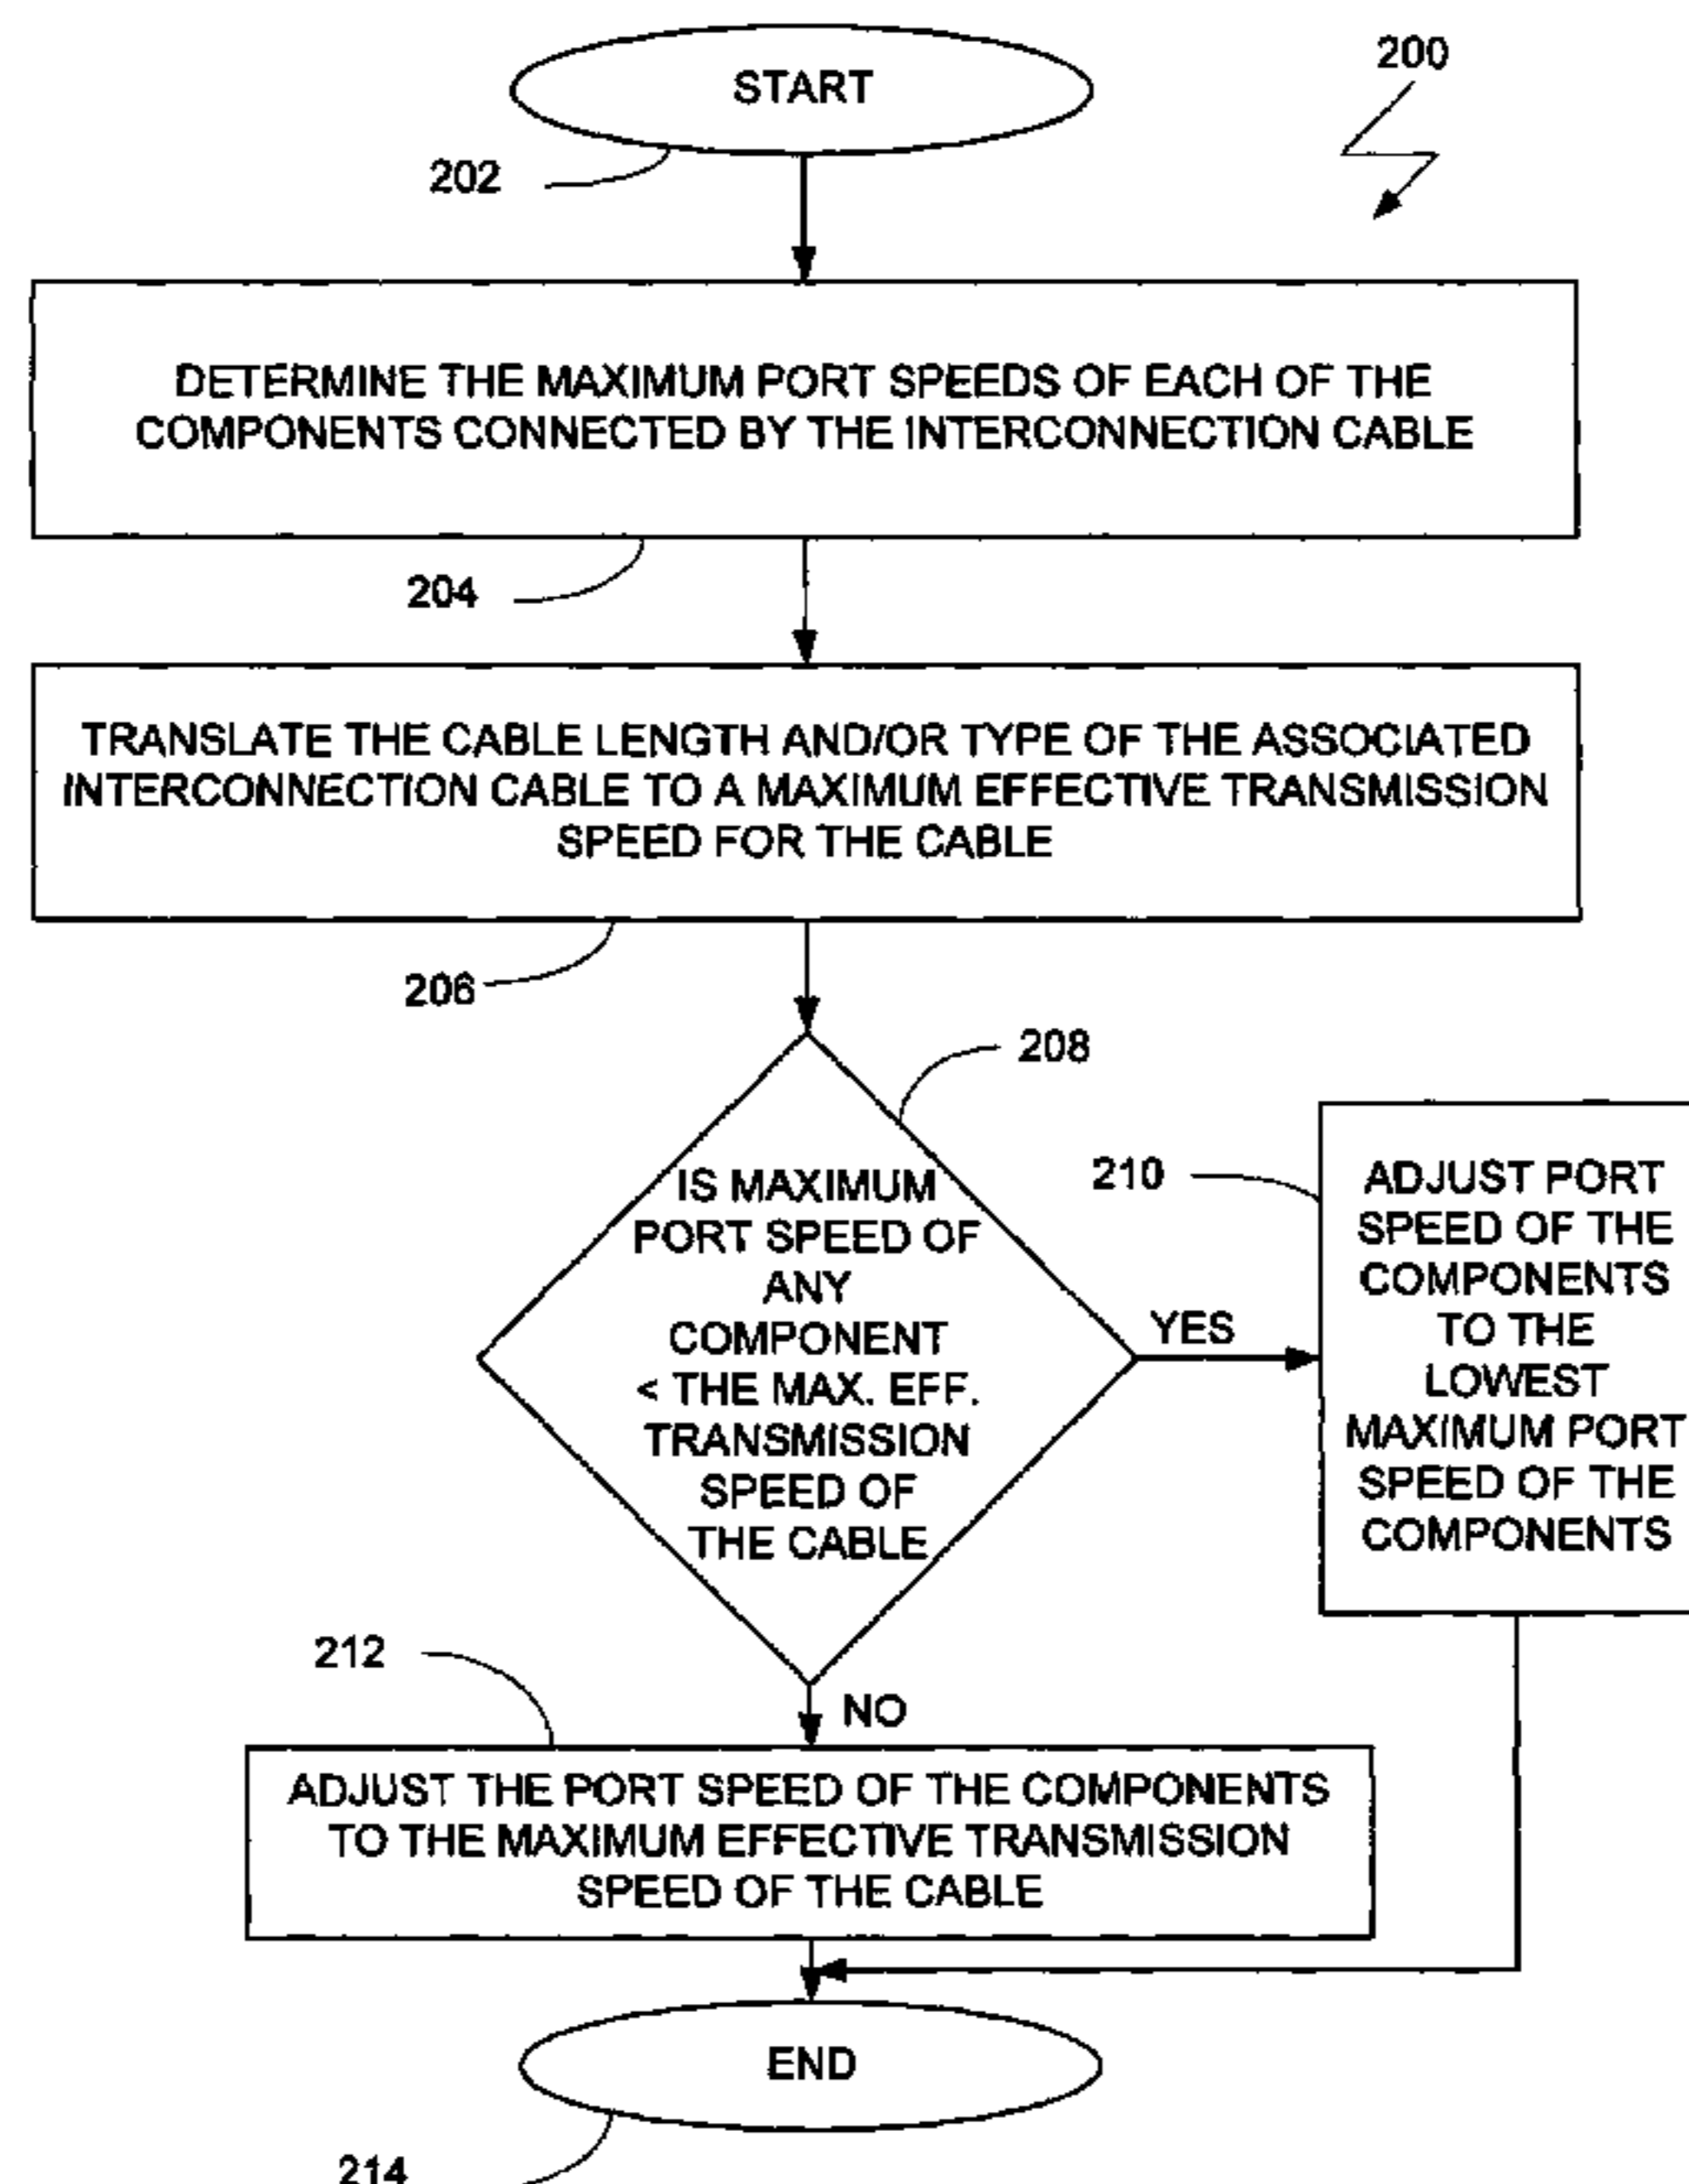 START
200
202
DETERMINE THE MAXIMUM PORT SPEEDS OF EACH OF THE
COMPONENTS CONNECTED BY THE INTERCONNECTION CABLE
204
TRANSLATE THE CABLE LENGTH AND/OR TYPE OF THE ASSOCIATED
INTERCONNECTION CABLE TO A MAXIMUM EFFECTIVE TRANSMISSION
SPEED FOR THE CABLE
206
208
IS MAXIMUM
PORT SPEED OF
ANY
COMPONENT
< THE MAX. EFF.
TRANSMISSION
SPEED OF
THE CABLE
YES
210
ADJUST PORT
SPEED OF THE
COMPONENTS
TO THE
LOWEST
MAXIMUM PORT
SPEED OF THE
COMPONENTS
212
NO
ADJUST THE PORT SPEED OF THE COMPONENTS
TO THE MAXIMUM EFFECTIVE TRANSMISSION
SPEED OF THE CABLE
END
214